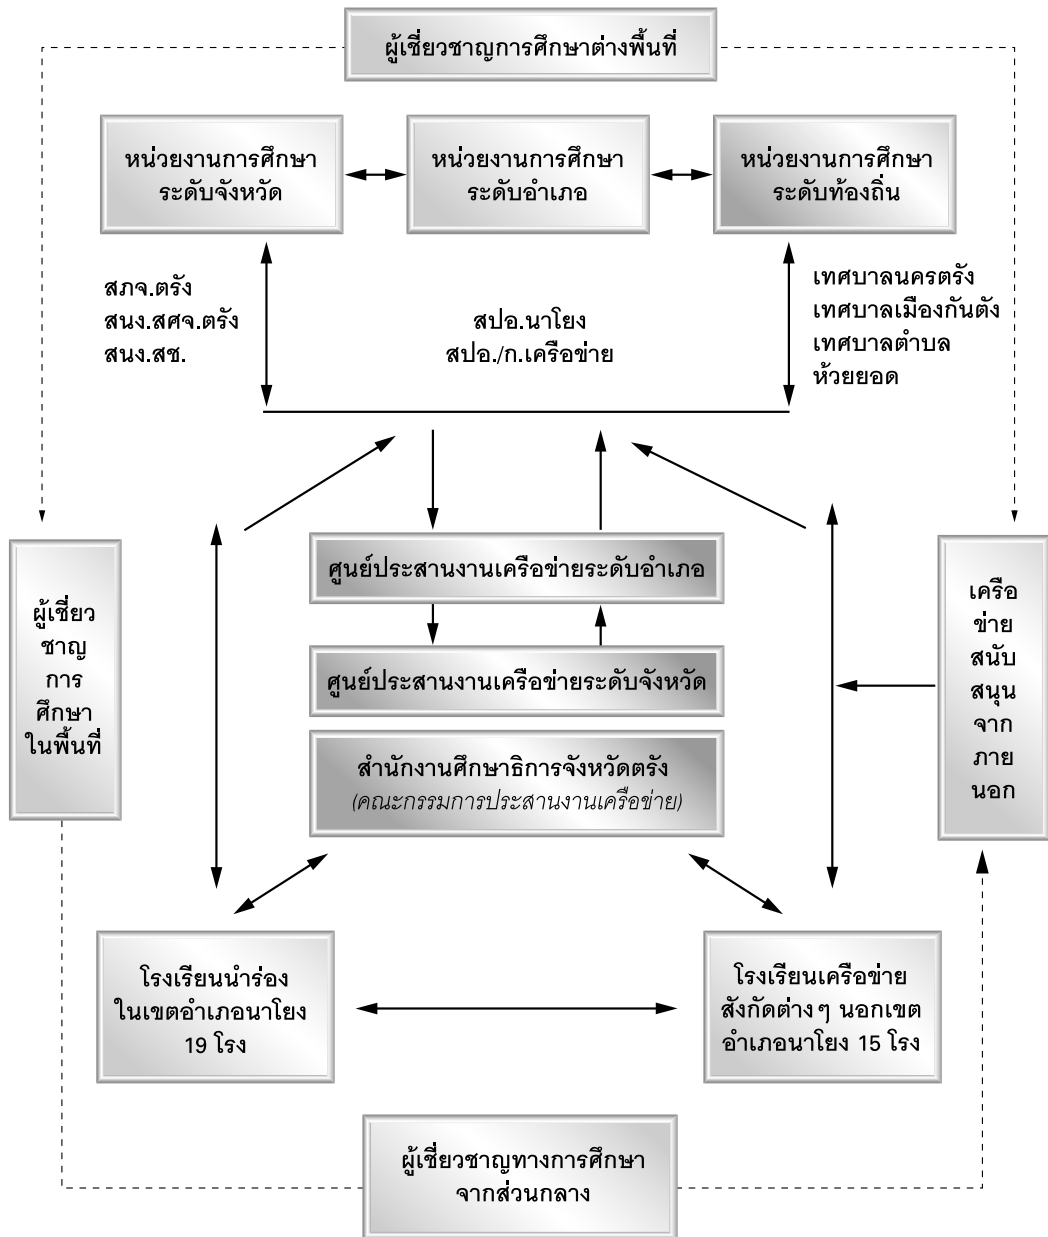 ผู้เชี่ยวชาญการศึกษาต่างพื้นที่
หน่วยงานการศึกษา
ระดับจังหวัด
หน่วยงานการศึกษา
ระดับอำเภอ
หน่วยงานการศึกษา
ระดับท้องถิ่น
สภจ.ตรัง
สนง.สศจ.ตรัง
สนง.สช.
สปอ.นาโยง
สปอ./ก.เครือข่าย
เทศบาลนครตรัง
เทศบาลเมืองกันตัง
เทศบาลตำบล
ห้วยยอด
ผู้เชี่ยว
ชาญ
การ
ศึกษา
ในพื้นที่
ศูนย์ประสานงานเครือข่ายระดับอำเภอ
ศูนย์ประสานงานเครือข่ายระดับจังหวัด
สำนักงานศึกษาธิการจังหวัดตรัง
(คณะกรรมการประสานงานเครือข่าย)
เครือ
ข่าย
สนับ
สนุน
จาก
ภาย
นอก
โรงเรียนนำร่อง
ในเขตอำเภอนาโยง
19 โรง
โรงเรียนเครือข่าย
สังกัดต่างๆ นอกเขต
อำเภอนาโยง 15 โรง
ผู้เชี่ยวชาญทางการศึกษา
จากส่วนกลาง